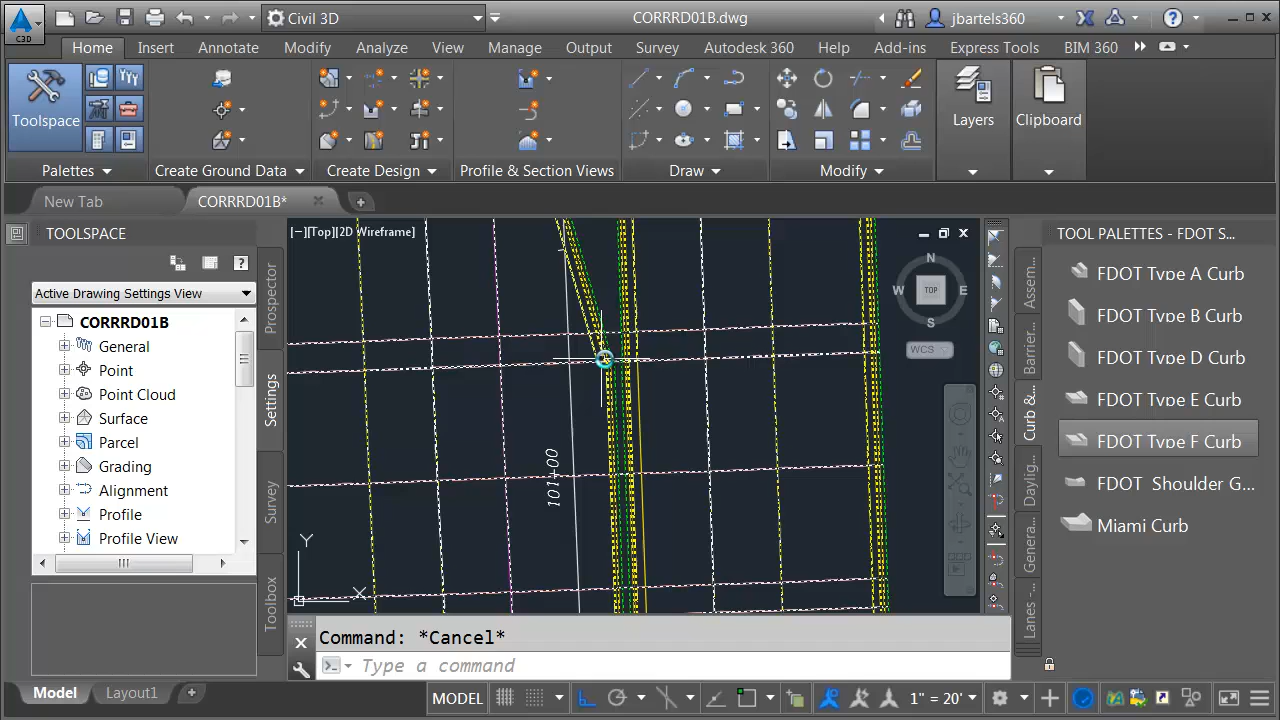 C3D
Civil 3D
CORRRD01B.dwg
jbartels360
Home Insert Annotate Modify Analyze View Manage Output Survey Autodesk 360 Help Add-ins Express Tools BIM 360
Toolspace
Layers
Clipboard
Palettes Create Ground Data Create Design Profile & Section Views Draw Modify
New Tab
CORRRD01B*
TOOLSPACE
Active Drawing Settings View
CORRRD01B
General
Point
Point Cloud
Surface
Parcel
Grading
Alignment
Profile
Profile View
Prospector
Settings
Survey
Toolbox
[−][Top][2D Wireframe]
N
W TOP E
S
WCS
101+00
Y
X
TOOL PALETTES - FDOT S...
FDOT Type A Curb
FDOT Type B Curb
FDOT Type D Curb
FDOT Type E Curb
FDOT Type F Curb
FDOT Shoulder G...
Miami Curb
Assem...
Barrier...
Curb &...
Daylig...
Genera...
Lanes - ...
Command: *Cancel*
Type a command
Model
Layout1
MODEL
1" = 20'